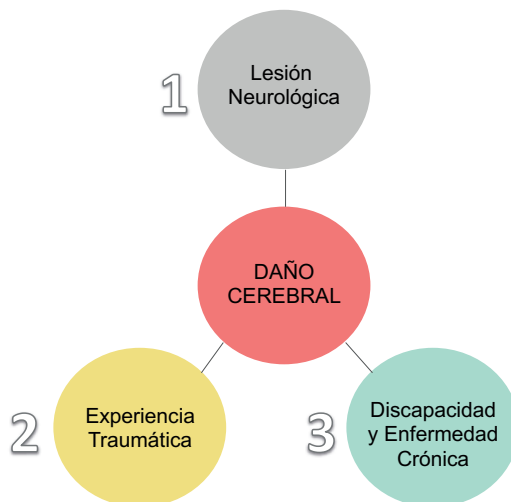 1
Lesión
Neurológica
DAÑO
CEREBRAL
2
Experiencia
Traumática
3
Discapacidad
y Enfermedad
Crónica